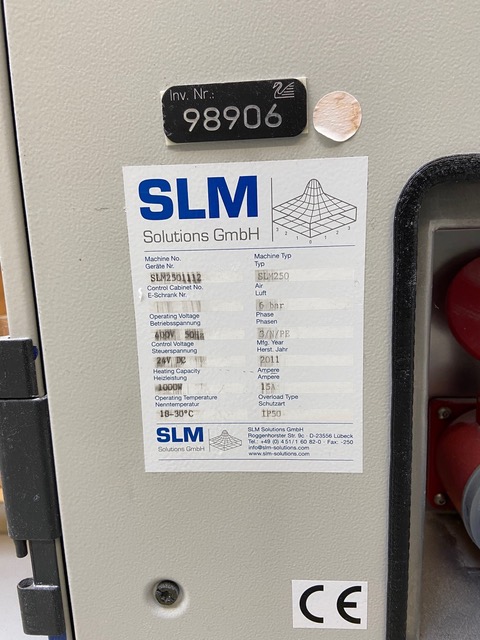 Inv. Nr.:
98906
SLM
Solutions GmbH
Machine No. Machine Typ
Geräte Nr. Typ
SLM2501112 SLM250
Control Cabinet No. Air
E-Schrank Nr. Luft
6 bar
Operating Voltage Phase
Betriebsspannung Phasen
400V 50Hz 3/N/PE
Control Voltage Mfg. Year
Steuerspannung Herst. Jahr
24V DC 2011
Heating Capacity Ampere
Heizleistung Ampere
1000W 15A
Operating Temperature Overload Type
Nenntemperatur Schutzart
18-30°C IP50
SLM
Solutions GmbH
SLM Solutions GmbH
Roggenhorster Str. 9c · D-23556 Lübeck
Tel.: +49 (0) 4 51/1 60 82-0 · Fax: -250
info@slm-solutions.com
www.slm-solutions.com
CE